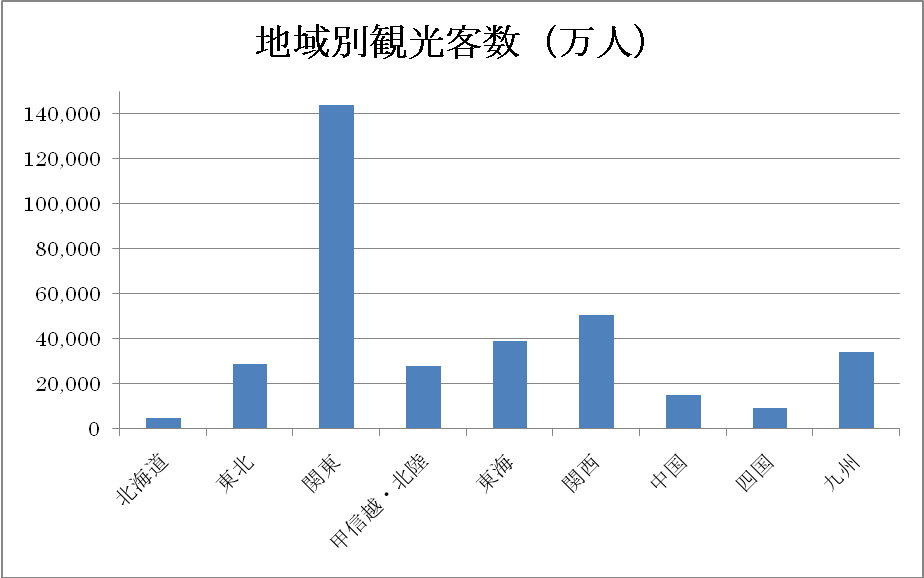 地域別観光客数（万人）
140,000
120,000
100,000
80,000
60,000
40,000
20,000
0
北海道
東北
関東
甲信越・北陸
東海
関西
中国
四国
九州